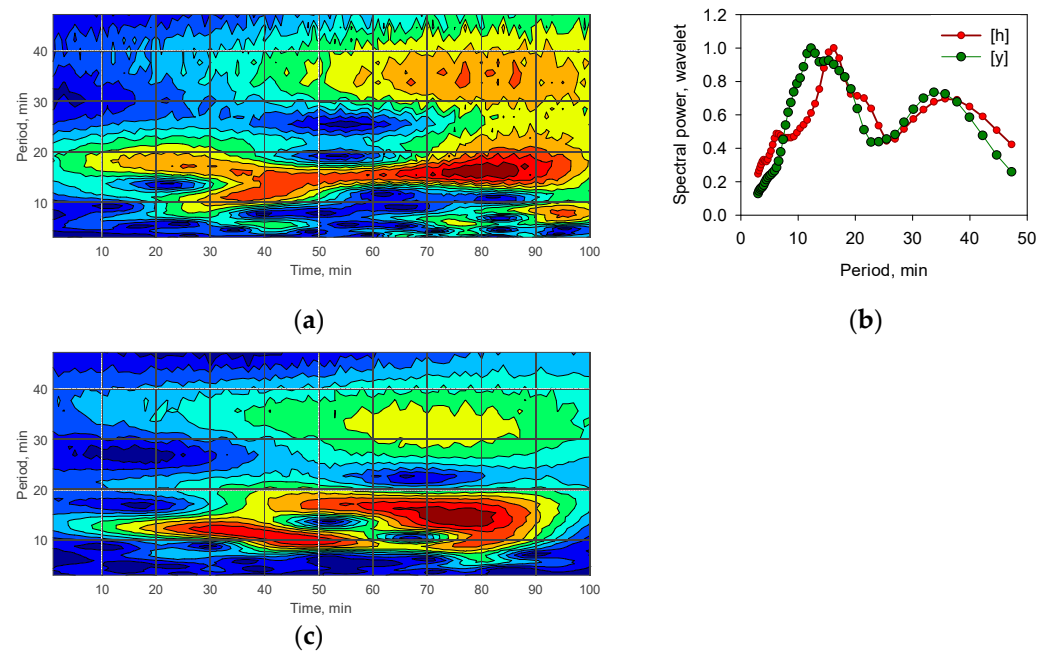 40
30
20
10
Period, min
10 20 30 40 50 60 70 80 90 100
Time, min
(a)
1.2
1.0
0.8
0.6
0.4
0.2
0.0
Spectral power, wavelet
[h]
[y]
0 10 20 30 40 50
Period, min
(b)
40
30
20
10
Period, min
10 20 30 40 50 60 70 80 90 100
Time, min
(c)